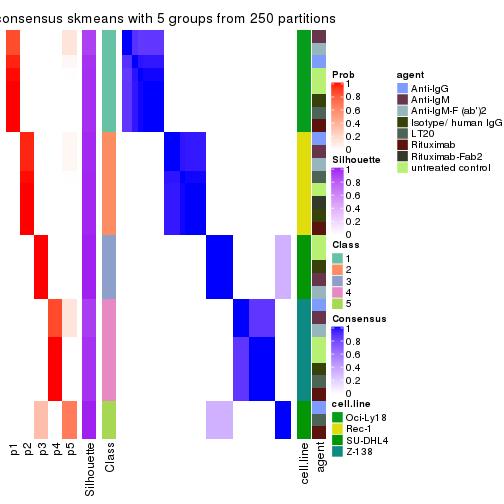 consensus skmeans with 5 groups from 250 partitions
Prob
1
0.8
0.6
0.4
0.2
0
Silhouette
1
0.8
0.6
0.4
0.2
0
Class
1
2
3
4
5
Consensus
1
0.8
0.6
0.4
0.2
0
cell.line
Oci-Ly18
Rec-1
SU-DHL4
Z-138
agent
Anti-IgG
Anti-IgM
Anti-IgM-F (ab')2
Isotype/ human IgG
LT20
Rituximab
Rituximab-Fab2
untreated control
p1
p2
p3
p4
p5
Silhouette
Class
cell.line
agent